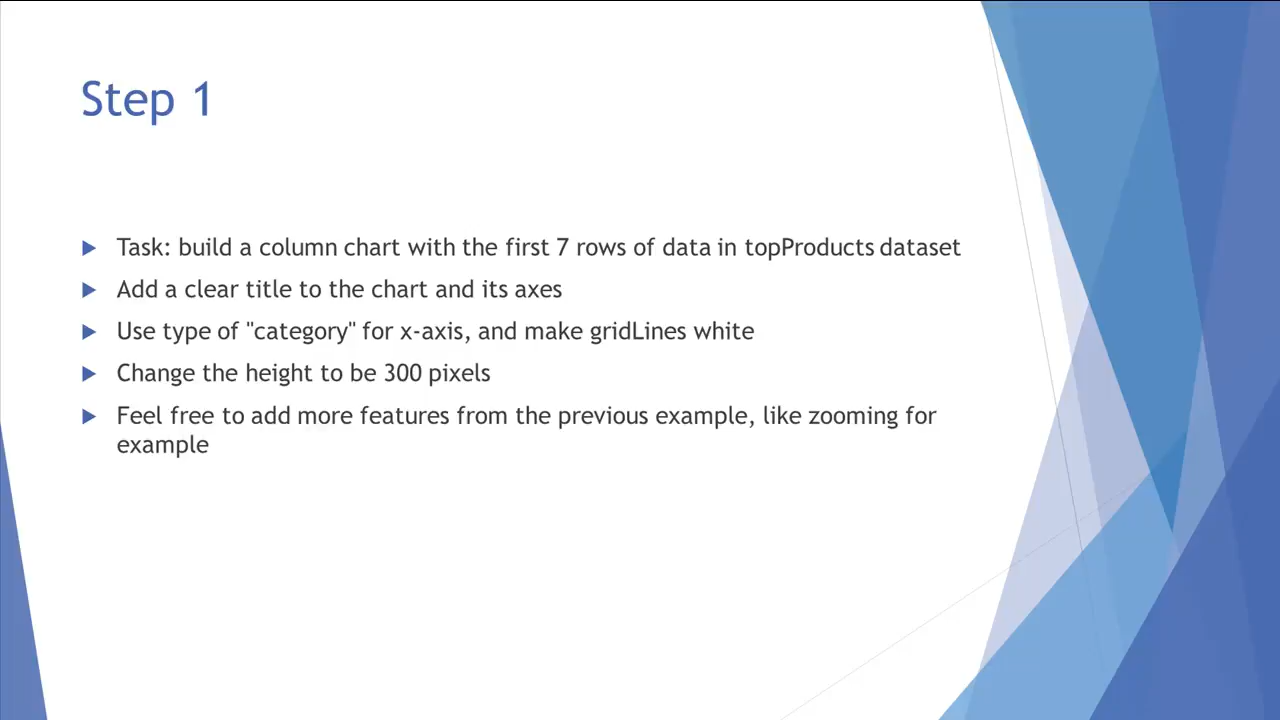 Step 1
Task: build a column chart with the first 7 rows of data in topProducts dataset
Add a clear title to the chart and its axes
Use type of "category" for x-axis, and make gridLines white
Change the height to be 300 pixels
Feel free to add more features from the previous example, like zooming for
example